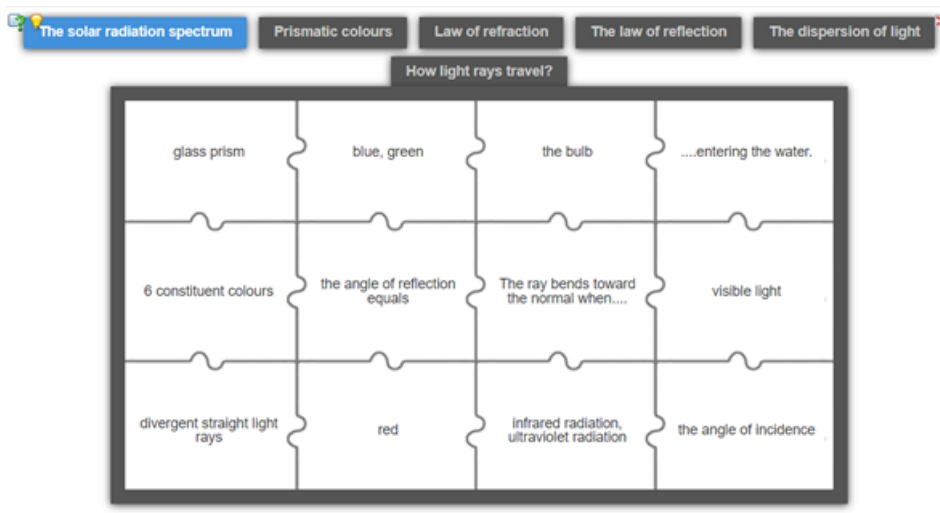 The solar radiation spectrum
Prismatic colours
Law of refraction
The law of reflection
The dispersion of light
How light rays travel?
glass prism
blue, green
the bulb
....entering the water.
6 constituent colours
the angle of reflection
equals
The ray bends toward
the normal when....
visible light
divergent straight light
rays
red
infrared radiation,
ultraviolet radiation
the angle of incidence